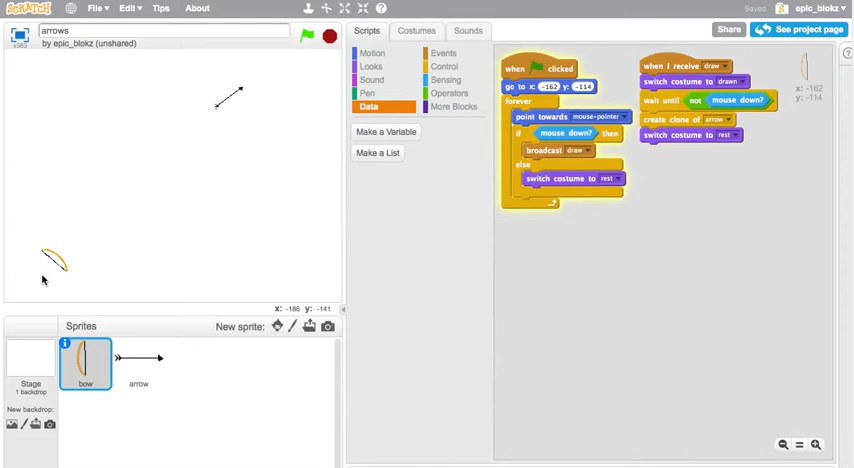 SCRATCH
File
Edit
Tips
About
Saved
epic_blokz
arrows
by epic_blokz (unshared)
v383
Scripts
Costumes
Sounds
Share
See project page
Motion
Looks
Sound
Pen
Data
Events
Control
Sensing
Operators
More Blocks
Make a Variable
Make a List
when clicked
go to x: -162 y: -114
forever
point towards mouse-pointer
if mouse down? then
broadcast draw
else
switch costume to rest
when I receive draw
switch costume to drawn
wait until not mouse down?
create clone of arrow
switch costume to rest
x: -162
y: -114
x: -186 y: -141
Sprites
New sprite:
Stage
1 backdrop
New backdrop:
bow
arrow